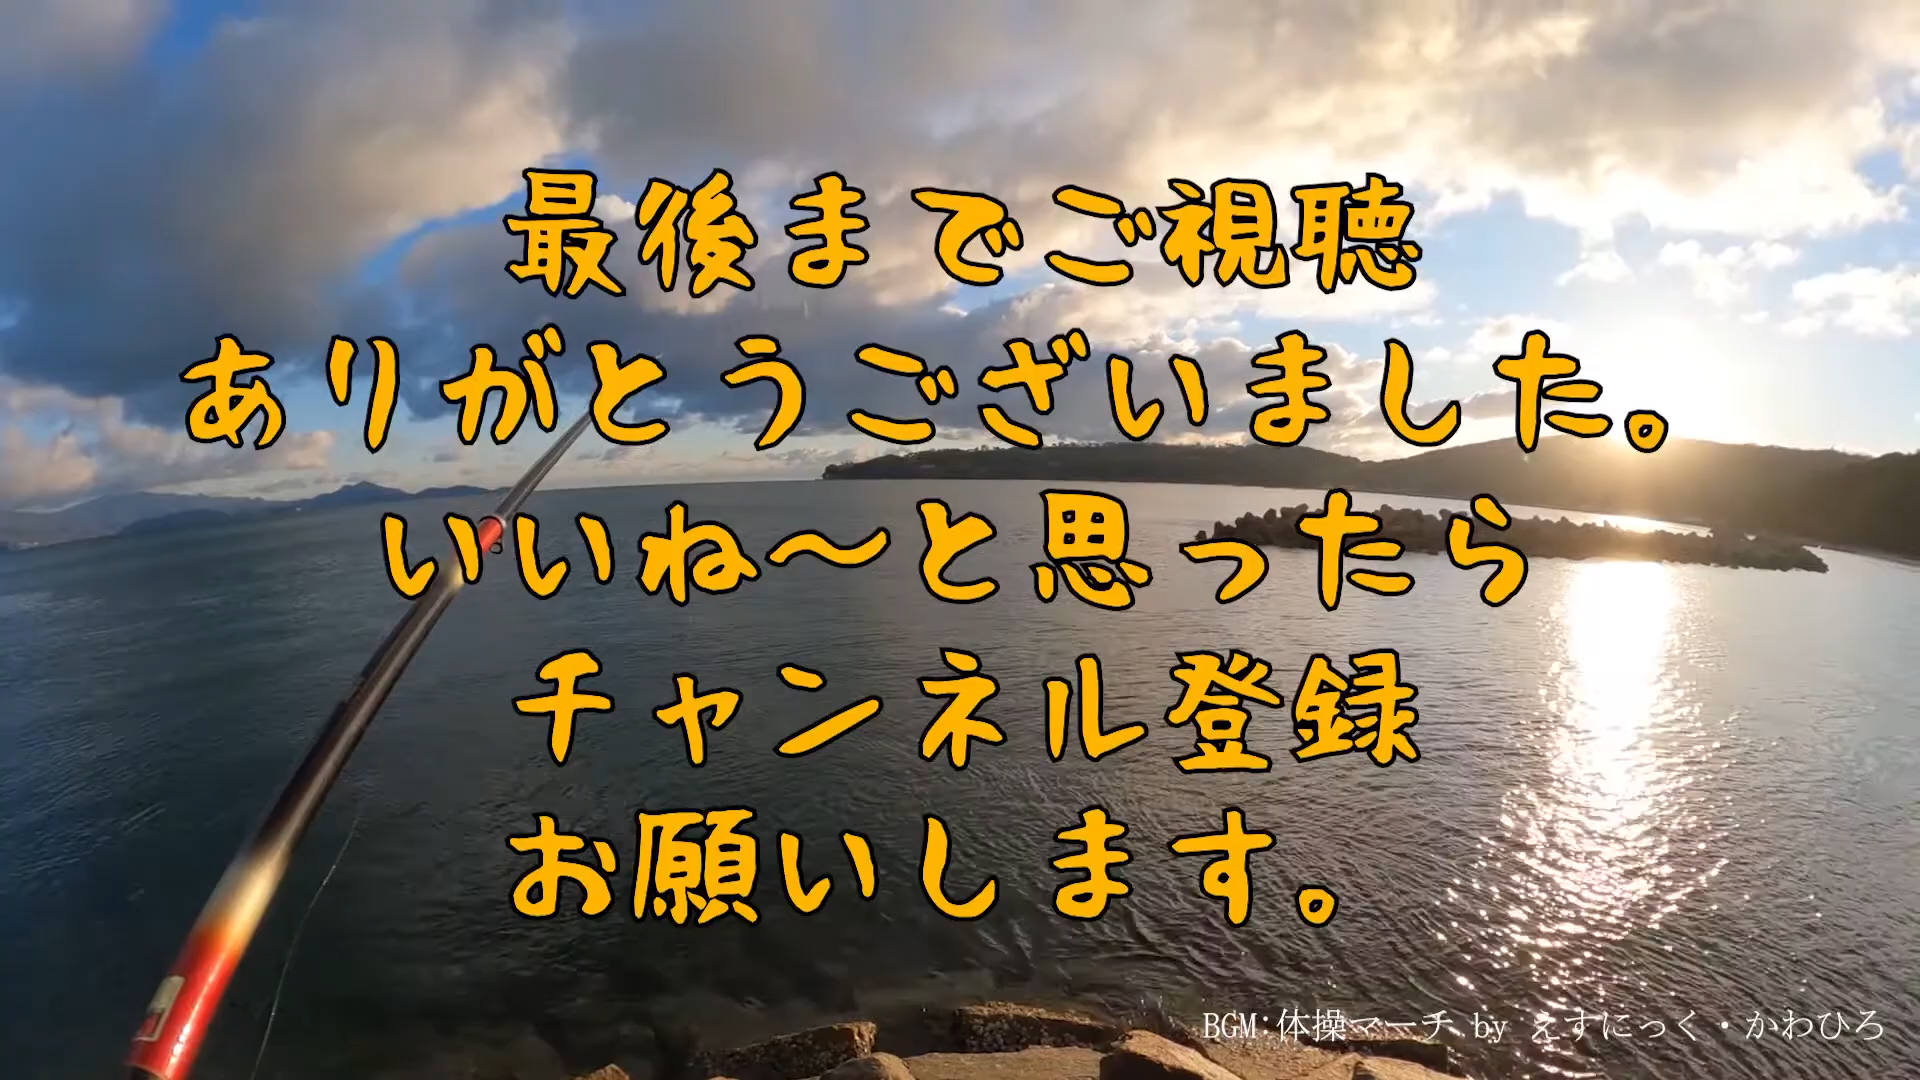 最後までご視聴
ありがとうございました。
いいね～と思ったら
チャンネル登録
お願いします。
BGM:体操マーチ by えすにっく・かわひろ